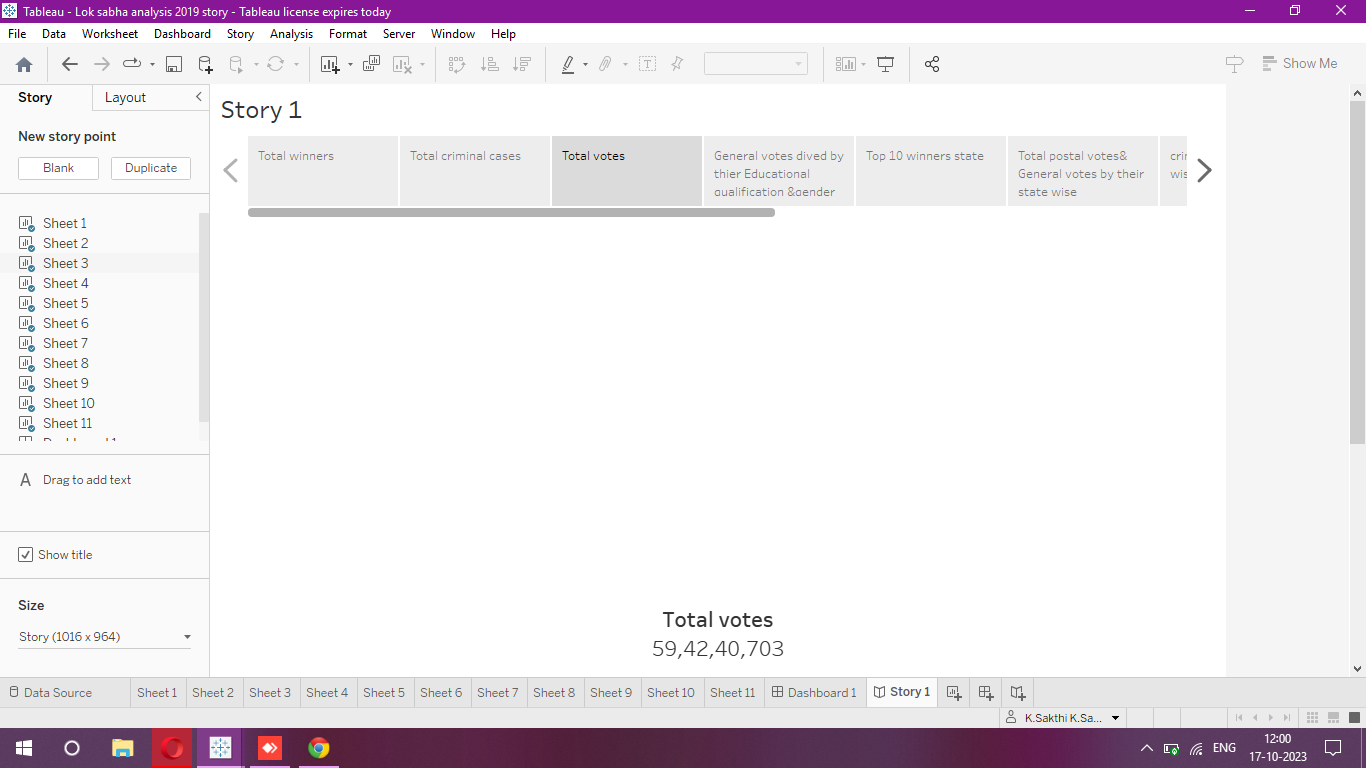 Tableau - Lok sabha analysis 2019 story - Tableau license expires today
File Data Worksheet Dashboard Story Analysis Format Server Window Help
Show Me
Story Layout
New story point
Blank Duplicate
Sheet 1
Sheet 2
Sheet 3
Sheet 4
Sheet 5
Sheet 6
Sheet 7
Sheet 8
Sheet 9
Sheet 10
Sheet 11
A Drag to add text
Show title
Size
Story (1016 x 964)
Story 1
Total winners
Total criminal cases
Total votes
General votes dived by
thier Educational
qualification &gender
Top 10 winners state
Total postal votes&
General votes by their
state wise
Total votes
59,42,40,703
Data Source Sheet 1 Sheet 2 Sheet 3 Sheet 4 Sheet 5 Sheet 6 Sheet 7 Sheet 8 Sheet 9 Sheet 10 Sheet 11 Dashboard 1 Story 1
K.Sakthi K.Sa...
ENG
12:00
17-10-2023